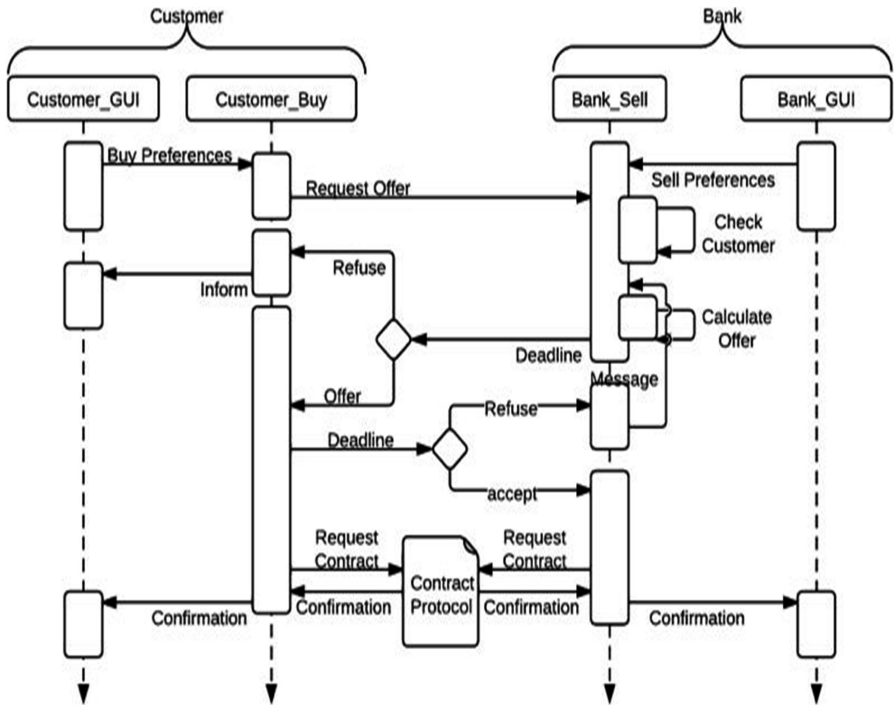 Customer
Bank
Customer_GUI
Customer_Buy
Bank_Sell
Bank_GUI
Buy Preferences
Sell Preferences
Request Offer
Check
Customer
Refuse
Inform
Calculate
Offer
Deadline
Message
Offer
Refuse
Deadline
accept
Request
Contract
Request
Contract
Contract
Protocol
Confirmation
Confirmation
Confirmation
Confirmation